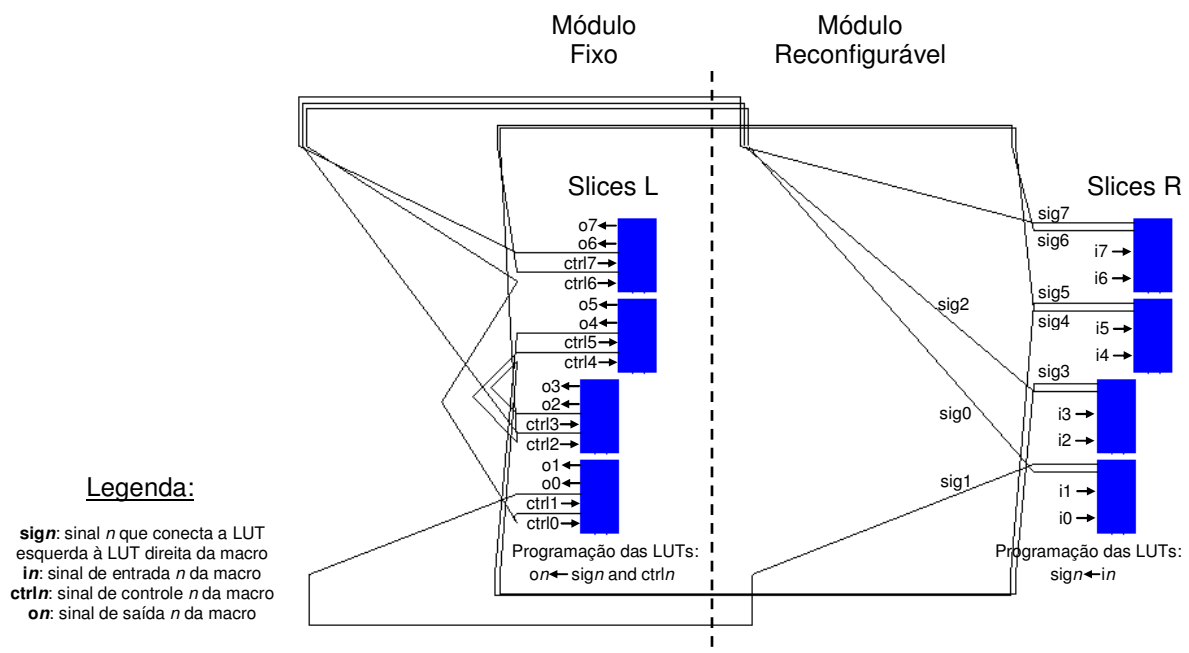 Módulo
Fixo
Módulo
Reconfigurável
Slices L
Slices R
o7
o6
ctrl7
ctrl6
o5
o4
ctrl5
ctrl4
o3
o2
ctrl3
ctrl2
o1
o0
ctrl1
ctrl0
sig7
sig6
i7
i6
sig5
sig4
i5
i4
sig3
sig2
i3
i2
sig0
sig1
i1
i0
Programação das LUTs:
on← sign and ctrln
Programação das LUTs:
sign←in
Legenda:
sign: sinal n que conecta a LUT
esquerda à LUT direita da macro
in: sinal de entrada n da macro
ctrln: sinal de controle n da macro
on: sinal de saída n da macro